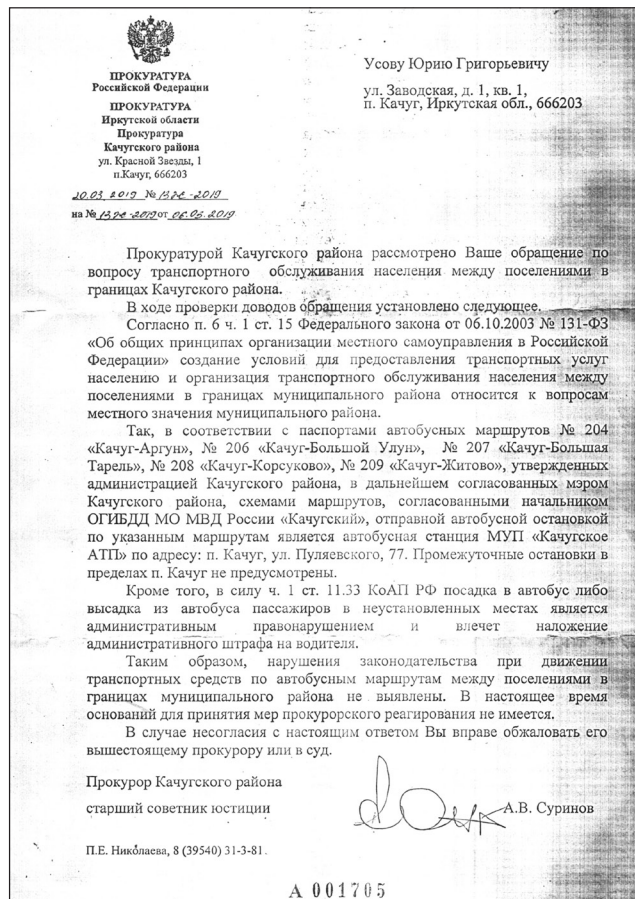 ПРОКУРАТУРА
Российской Федерации
ПРОКУРАТУРА
Иркутской области
Прокуратура
Качугского района
ул. Красной Звезды, 1
п.Качуг, 666203
20.03.2019 №
на № от 06.03.2019
Усову Юрию Григорьевичу
ул. Заводская, д. 1, кв. 1,
п. Качуг, Иркутская обл., 666203
Прокуратурой Качугского района рассмотрено Ваше обращение по
вопросу транспортного обслуживания населения между поселениями в
границах Качугского района.
В ходе проверки доводов обращения установлено следующее.
Согласно п. 6 ч. 1 ст. 15 Федерального закона от 06.10.2003 № 131-ФЗ
«Об общих принципах организации местного самоуправления в Российской
Федерации» создание условий для предоставления транспортных услуг
населению и организация транспортного обслуживания населения между
поселениями в границах муниципального района относится к вопросам
местного значения муниципального района.
Так, в соответствии с паспортами автобусных маршрутов № 204
«Качуг-Аргун», № 206 «Качуг-Большой Улун», № 207 «Качуг-Большая
Тарель», № 208 «Качуг-Корсуково», № 209 «Качуг-Житово», утвержденных
администрацией Качугского района, в дальнейшем согласованных мэром
Качугского района, схемами маршрутов, согласованными начальником
ОГИБДД МО МВД России «Качугский», отправной автобусной остановкой
по указанным маршрутам является автобусная станция МУП «Качугское
АТП» по адресу: п. Качуг, ул. Пуляевского, 77. Промежуточные остановки в
пределах п. Качуг не предусмотрены.
Кроме того, в силу ч. 1 ст. 11.33 КоАП РФ посадка в автобус либо
высадка из автобуса пассажиров в неустановленных местах является
административным правонарушением и влечет наложение
административного штрафа на водителя.
Таким образом, нарушения законодательства при движении
транспортных средств по автобусным маршрутам между поселениями в
границах муниципального района не выявлены. В настоящее время
оснований для принятия мер прокурорского реагирования не имеется.
В случае несогласия с настоящим ответом Вы вправе обжаловать его
вышестоящему прокурору или в суд.
Прокурор Качугского района
старший советник юстиции
А.В. Суринов
П.Е. Николаева, 8 (39540) 31-3-81.
А 001705